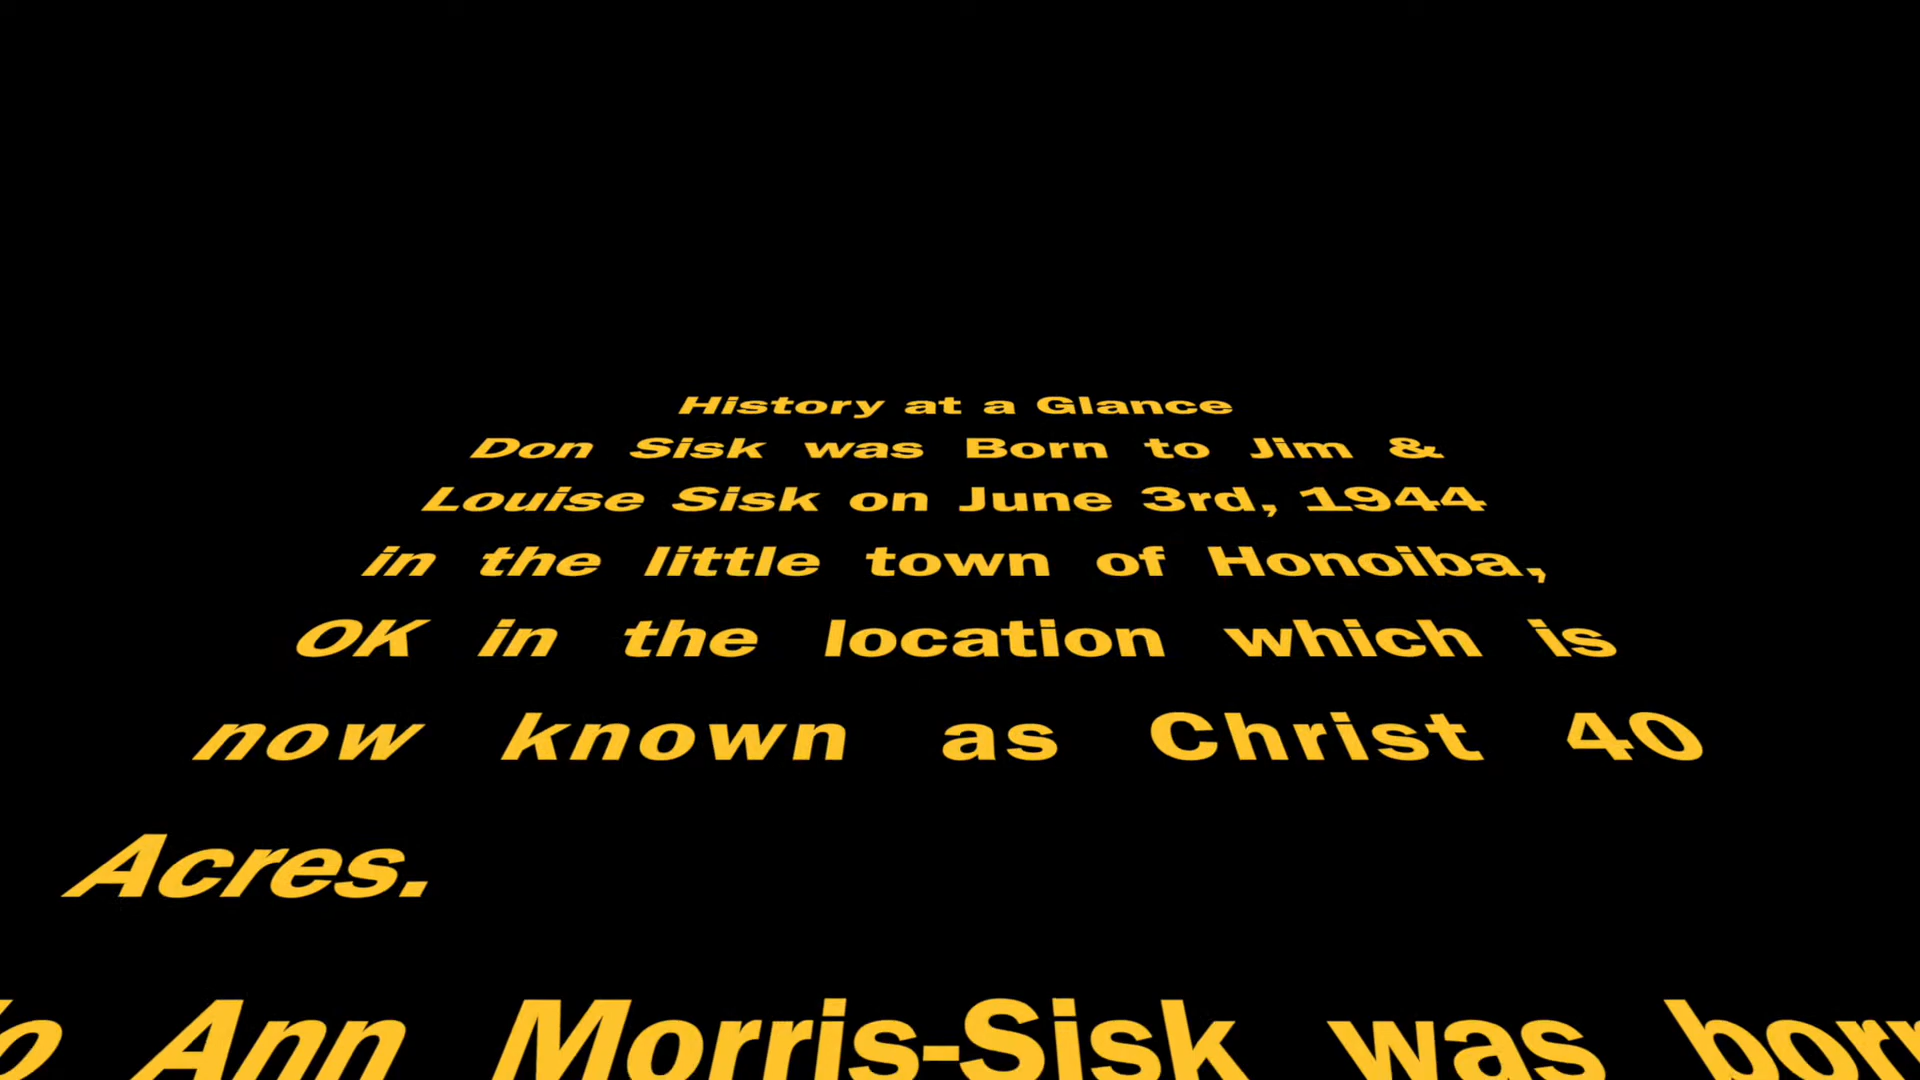 History at a Glance
Don Sisk was Born to Jim &
Louise Sisk on June 3rd, 1944
in the little town of Honoiba,
OK in the location which is
now known as Christ 40
Acres.
Ann Morris-Sisk was born